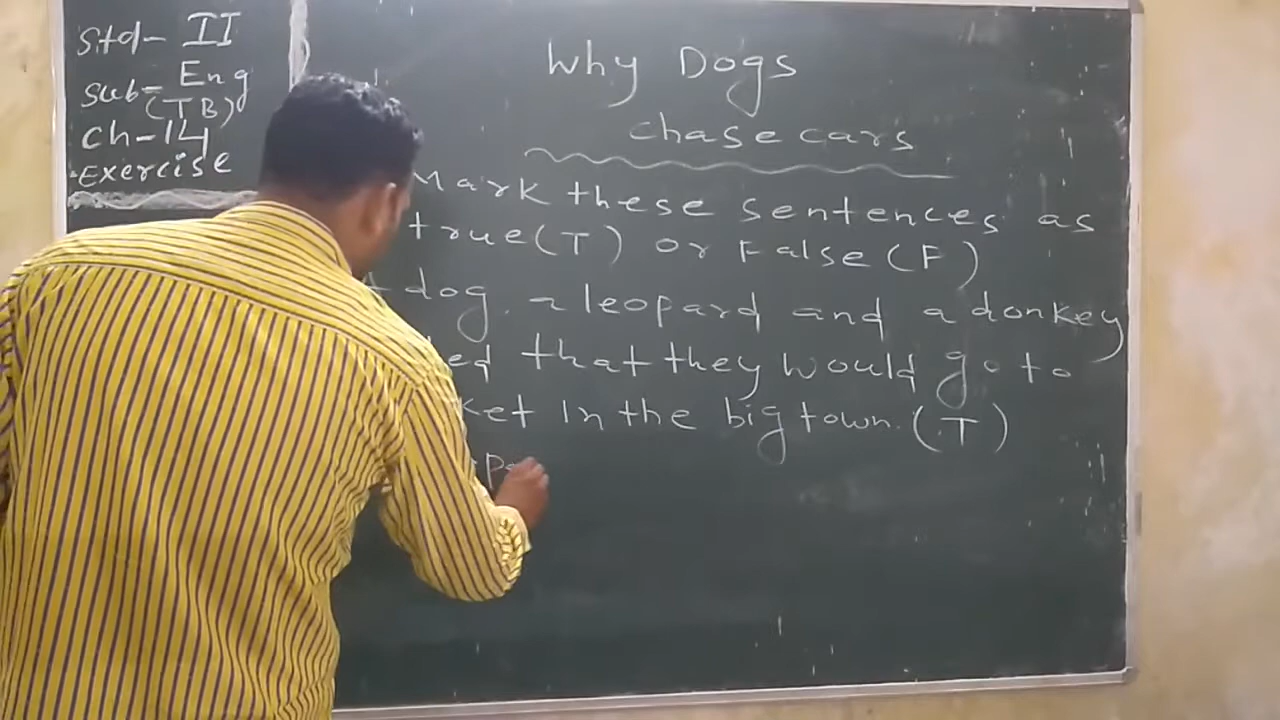 Std- II
Sub- Eng
(TB)
Ch-14
Exercise
Why Dogs
chase cars
Mark these sentences as
true(T) or False(F)
A dog. a leopard and a donkey
that they would go to
In the big town. (T)